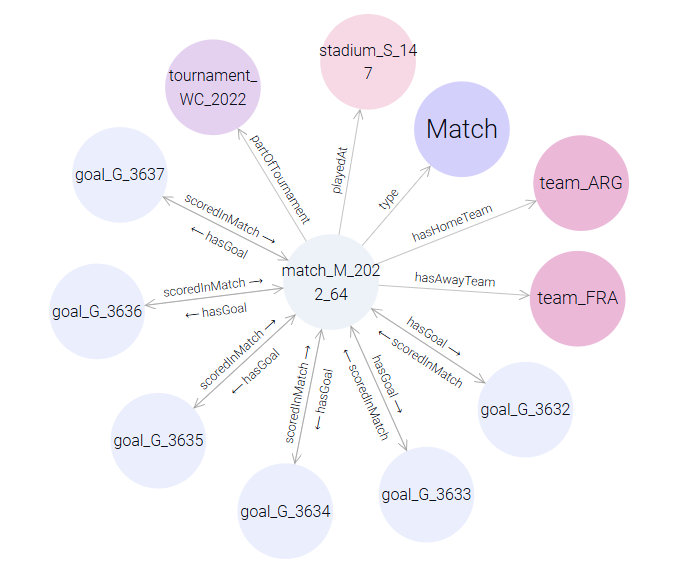 stadium_S_14
7
tournament_
WC_2022
Match
partOfTournament
playedAt
type
goal_G_3637
team_ARG
scoredInMatch →
← hasGoal
hasHomeTeam
match_M_202
2_64
hasAwayTeam
team_FRA
scoredInMatch →
← hasGoal
goal_G_3636
scoredInMatch →
← hasGoal
scoredInMatch →
← hasGoal
hasGoal →
← scoredInMatch
hasGoal →
← scoredInMatch
goal_G_3632
goal_G_3635
goal_G_3634
goal_G_3633